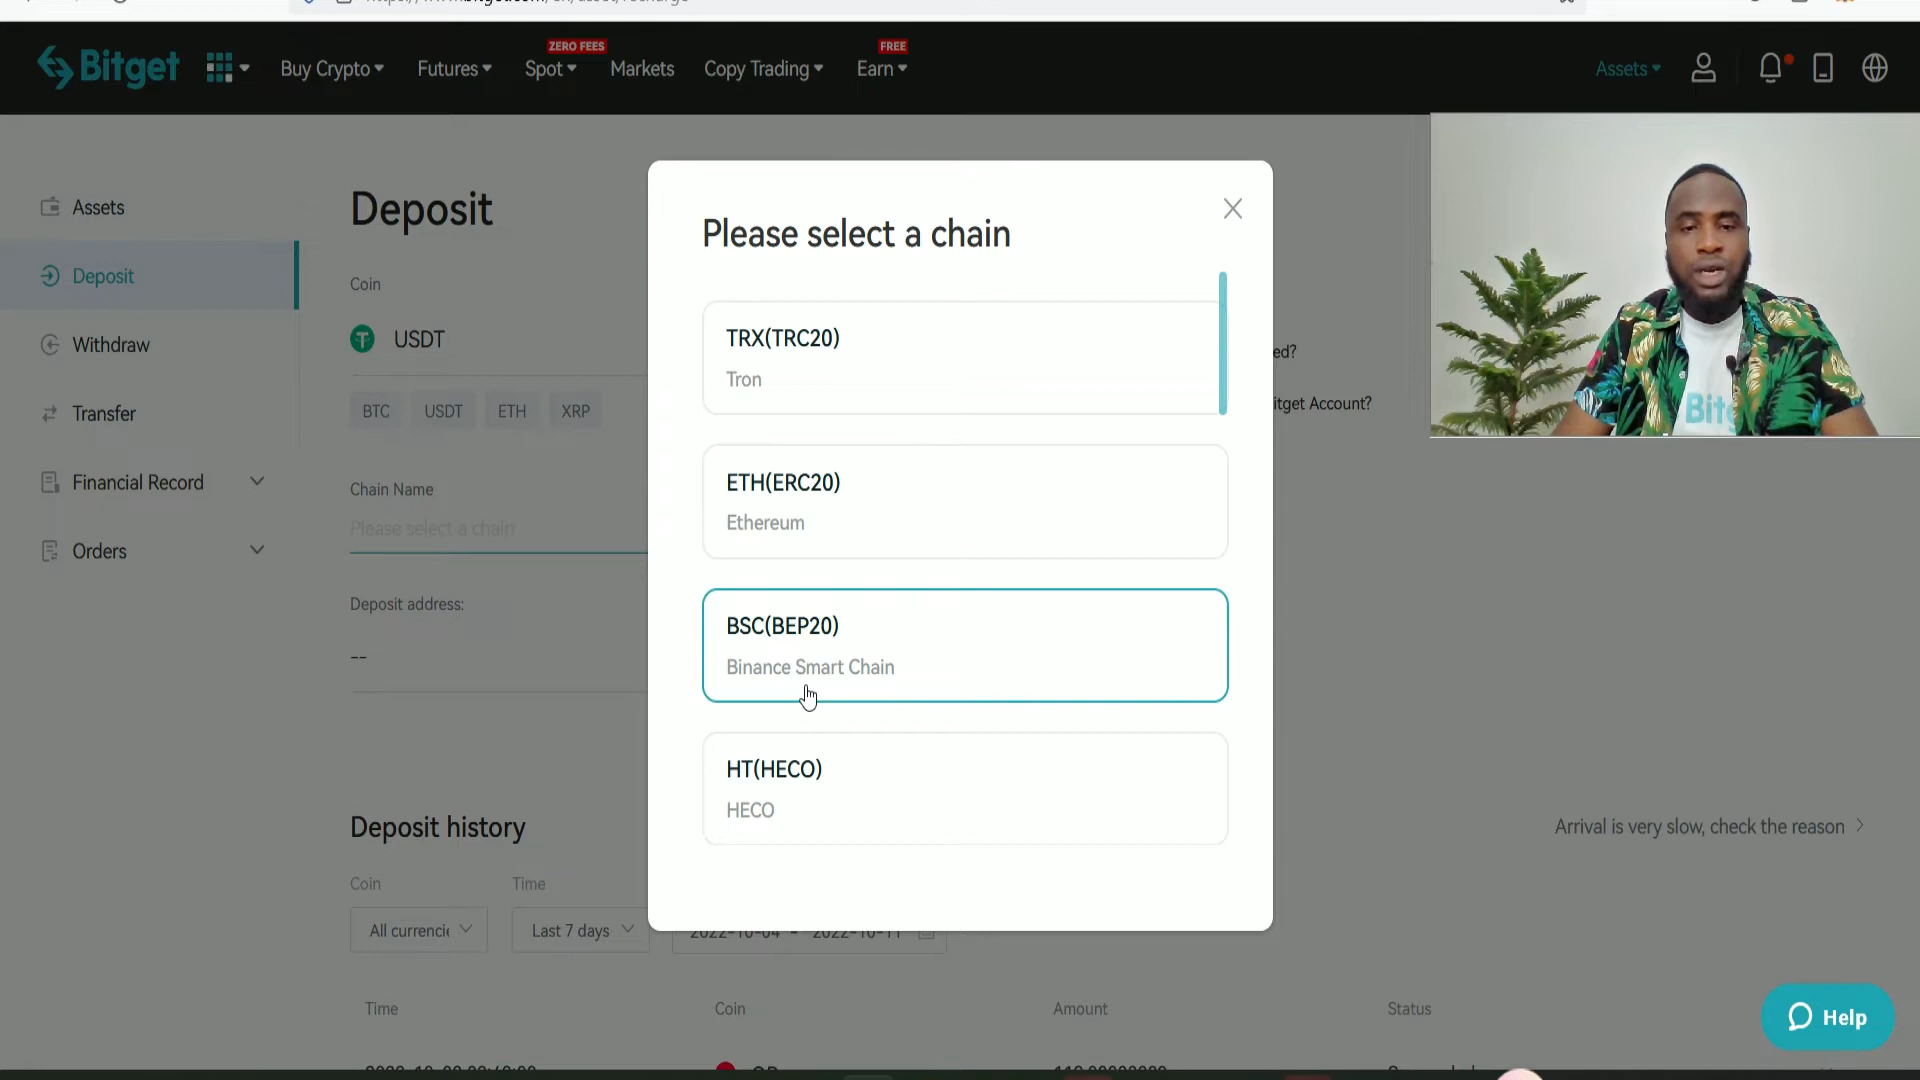 Bitget
Buy Crypto
Futures
ZERO FEES
Spot
Markets
Copy Trading
FREE
Earn
Assets
Assets
Deposit
Withdraw
Transfer
Financial Record
Orders
Deposit
Coin
USDT
BTC USDT ETH XRP
Chain Name
Please select a chain
Deposit address:
--
Please select a chain
TRX(TRC20)
Tron
ETH(ERC20)
Ethereum
BSC(BEP20)
Binance Smart Chain
HT(HECO)
HECO
ed?
itget Account?
Bitg
Deposit history
Arrival is very slow, check the reason
Coin Time
All currencie Last 7 days 2022-10-04 - 2022-10-11
Time Coin Amount Status
Help